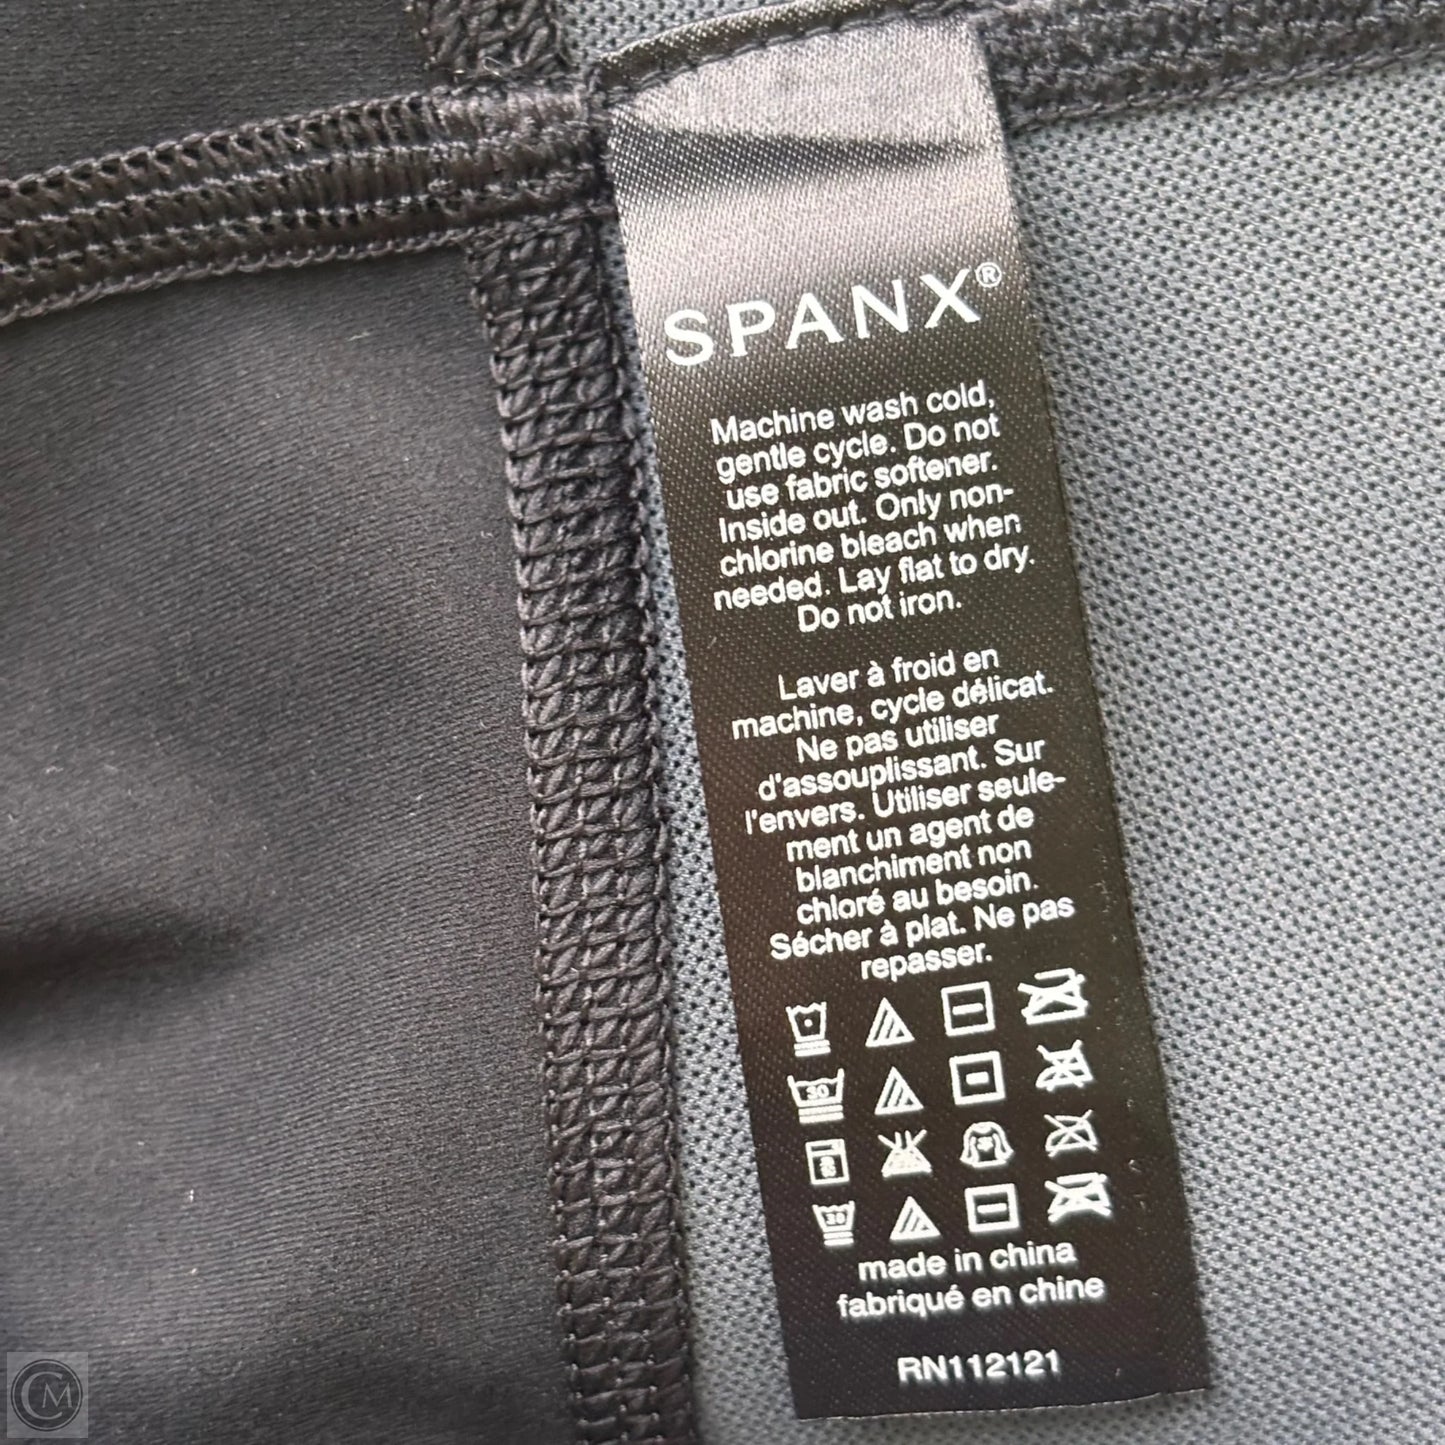 SPANX®
Machine wash cold,
gentle cycle. Do not
use fabric softener.
Inside out. Only non-
chlorine bleach when
needed. Lay flat to dry.
Do not iron.
Laver à froid en
machine, cycle délicat.
Ne pas utiliser
d'assouplissant. Sur
l'envers. Utiliser seule-
ment un agent de
blanchiment non
chloré au besoin.
Sécher à plat. Ne pas
repasser.
30
30
made in china
fabriqué en chine
RN112121
CM